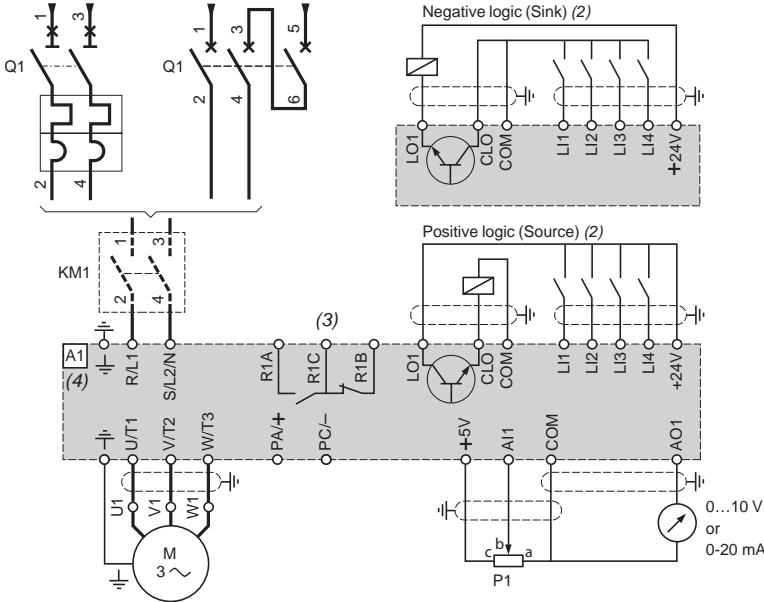 Negative logic (Sink) (2)
1 3
Q1
2 4
1 3 5
Q1
2 4 6
LO1 CLO COM LI1 LI2 LI3 LI4 +24V
Positive logic (Source) (2)
1 3
KM1
2 4
(3)
A1
(4)
R/L1 S/L2/N R1A R1C R1B LO1 CLO COM LI1 LI2 LI3 LI4 +24V
U/T1 V/T2 W/T3 PA/+ PC/– +5V AI1 COM AO1
U1 V1 W1
M
3
c b a
P1
0…10 V
or
0-20 mA